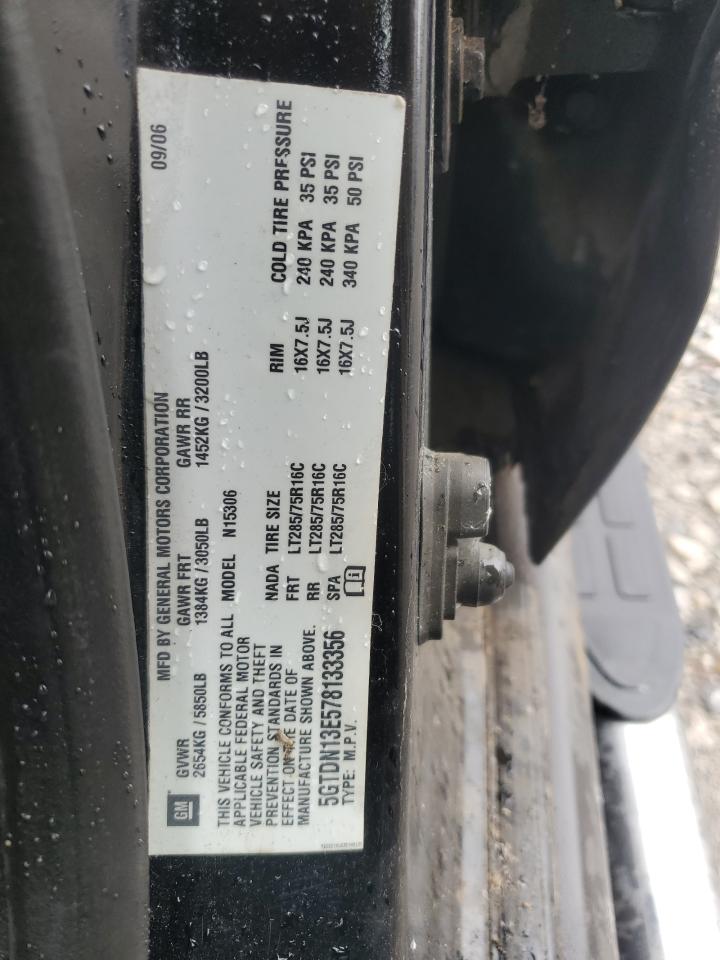 MFD BY GENERAL MOTORS CORPORATION 09/06
GM
GVWR GAWR FRT GAWR RR
2654KG / 5850LB 1384KG / 3050LB 1452KG / 3200LB
THIS VEHICLE CONFORMS TO ALL
APPLICABLE FEDERAL MOTOR
VEHICLE SAFETY AND THEFT
PREVENTION STANDARDS IN
EFFECT ON THE DATE OF
MANUFACTURE SHOWN ABOVE.
MODEL N15306
NADA TIRE SIZE RIM COLD TIRE PRESSURE
FRT LT285/75R16C 16X7.5J 240 KPA 35 PSI
RR LT285/75R16C 16X7.5J 240 KPA 35 PSI
SPA LT285/75R16C 16X7.5J 340 KPA 50 PSI
5GTDN13E578133356
TYPE: M.P.V.